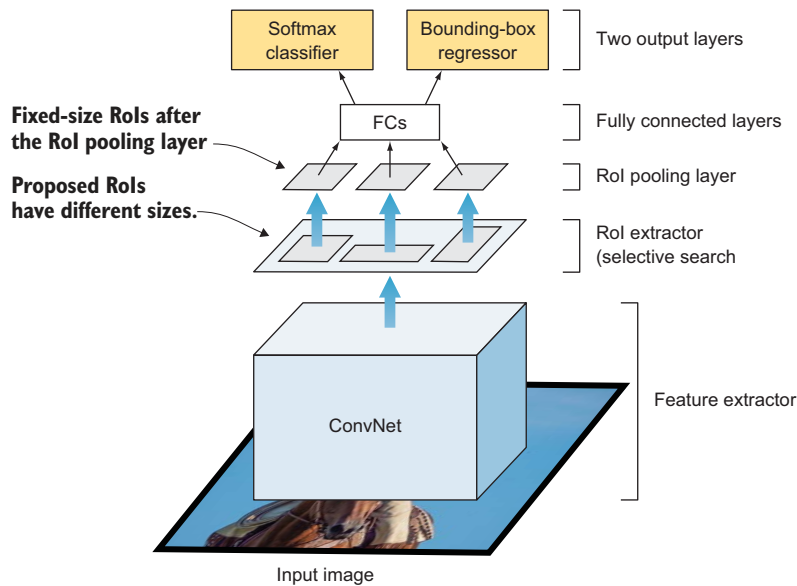 Softmax
classifier
Bounding-box
regressor
Two output layers
Fixed-size RoIs after
the RoI pooling layer
FCs
Fully connected layers
RoI pooling layer
Proposed RoIs
have different sizes.
RoI extractor
(selective search
ConvNet
Feature extractor
Input image